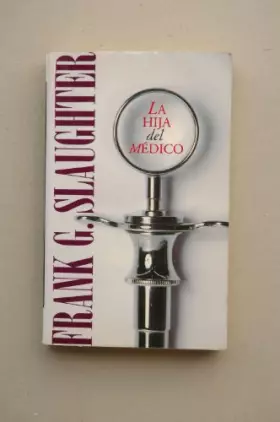 FRANK G. SLAUGHTER
LA
HIJA
del
MÉDICO